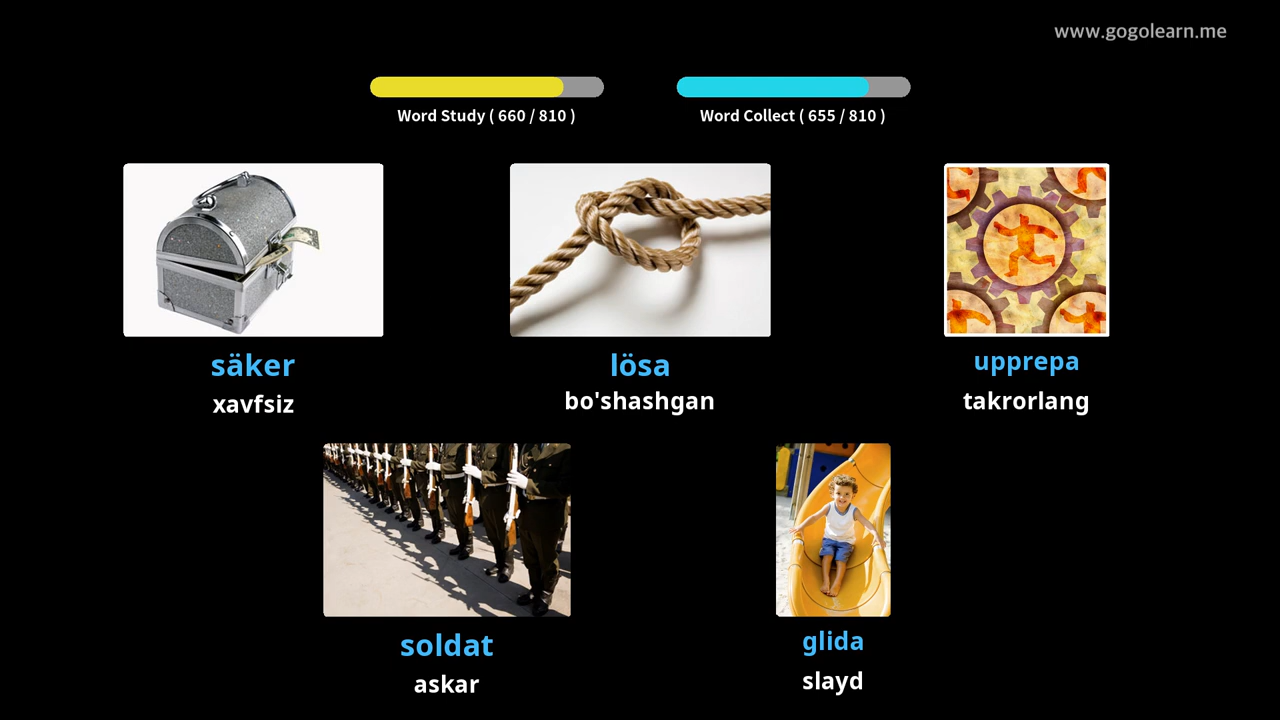 www.gogolearn.me
Word Study ( 660 / 810 )
Word Collect ( 655 / 810 )
säker
xavfsiz
lösa
bo'shashgan
upprepa
takrorlang
soldat
askar
glida
slayd